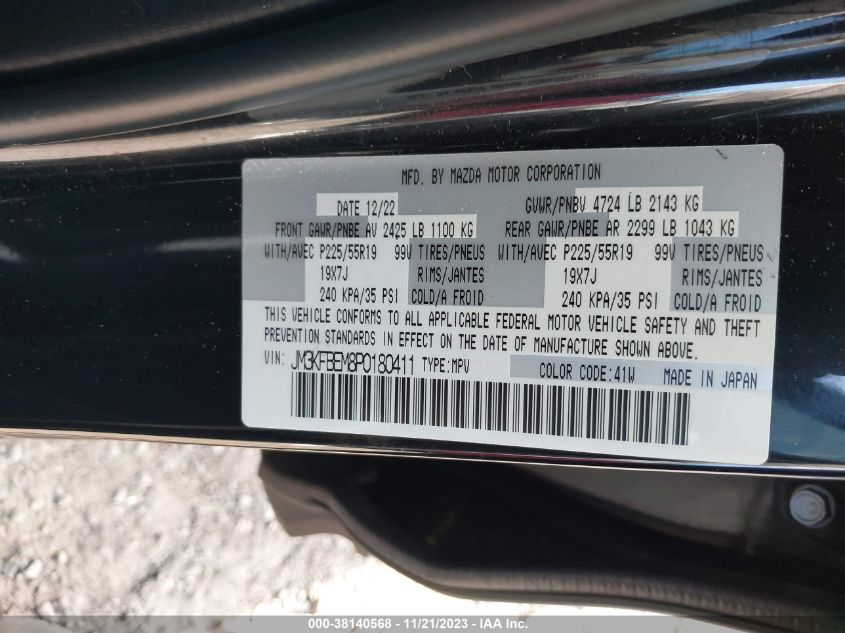 MFD. BY MAZDA MOTOR CORPORATION
DATE 12/22 GVWR/PNBV 4724 LB 2143 KG
FRONT GAWR/PNBE AV 2425 LB 1100 KG REAR GAWR/PNBE AR 2299 LB 1043 KG
WITH/AVEC P225/55R19 99V TIRES/PNEUS WITH/AVEC P225/55R19 99V TIRES/PNEUS
19X7J RIMS/JANTES 19X7J RIMS/JANTES
240 KPA/35 PSI COLD/A FROID 240 KPA/35 PSI COLD/A FROID
THIS VEHICLE CONFORMS TO ALL APPLICABLE FEDERAL MOTOR VEHICLE SAFETY AND THEFT
PREVENTION STANDARDS IN EFFECT ON THE DATE OF MANUFACTURE SHOWN ABOVE.
VIN: JM3KFBEM8P0180411 TYPE:MPV COLOR CODE:41W MADE IN JAPAN
000-38140568 - 11/21/2023 - IAA Inc.